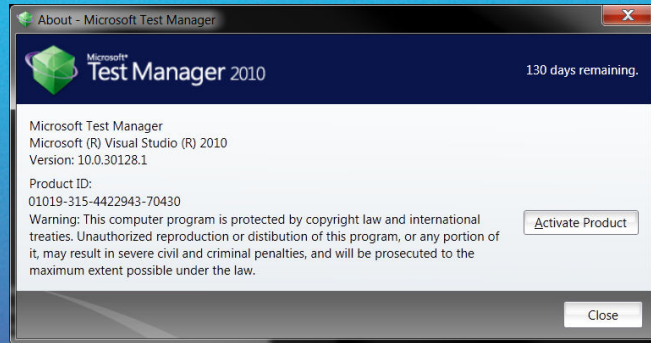 About - Microsoft Test Manager
Microsoft®
Test Manager 2010
130 days remaining.
Microsoft Test Manager
Microsoft (R) Visual Studio (R) 2010
Version: 10.0.30128.1
Product ID:
01019-315-4422943-70430
Warning: This computer program is protected by copyright law and international
treaties. Unauthorized reproduction or distibution of this program, or any portion of
it, may result in severe civil and criminal penalties, and will be prosecuted to the
maximum extent possible under the law.
Activate Product
Close